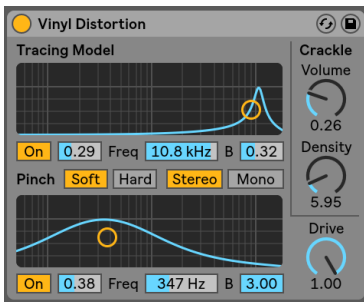 Vinyl Distortion
Tracing Model
On 0.29 Freq 10.8 kHz B 0.32
Pinch Soft Hard Stereo Mono
On 0.38 Freq 347 Hz B 3.00
Crackle
Volume
0.26
Density
5.95
Drive
1.00